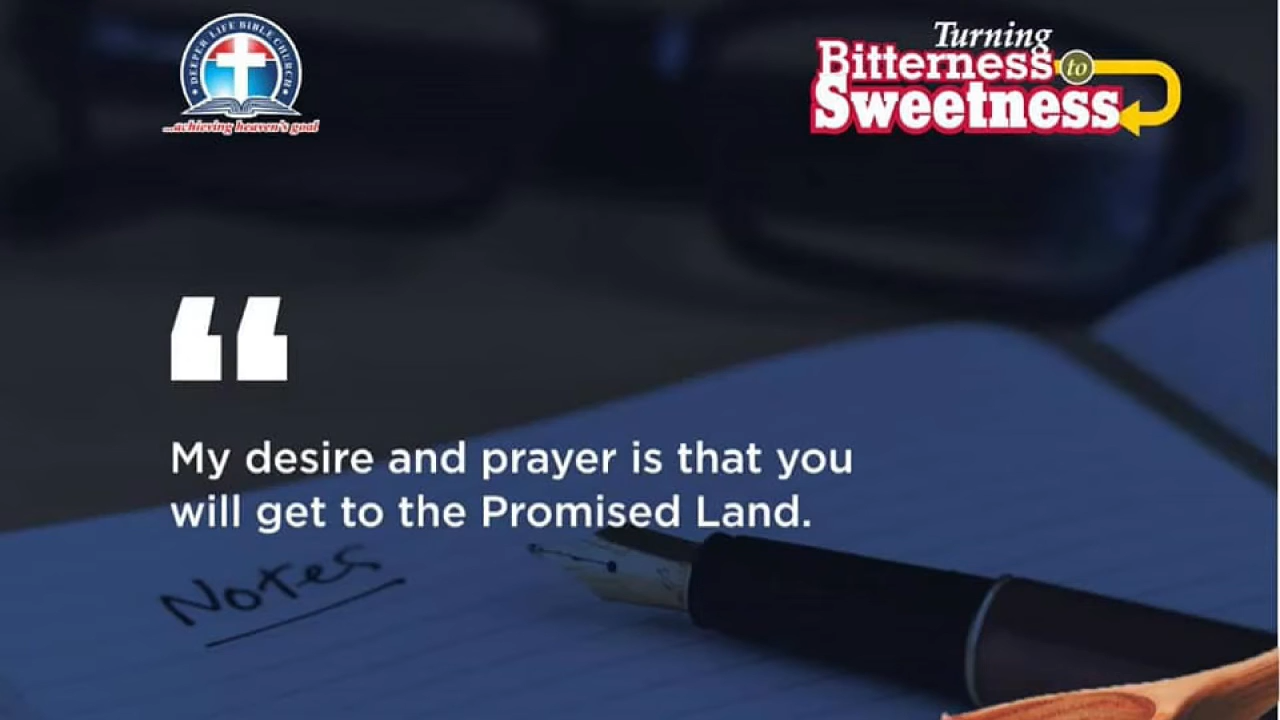 DEEPER LIFE BIBLE CHURCH
...achieving heaven's goal
Turning
Bitterness to
Sweetness
“
My desire and prayer is that you
will get to the Promised Land.
Notes